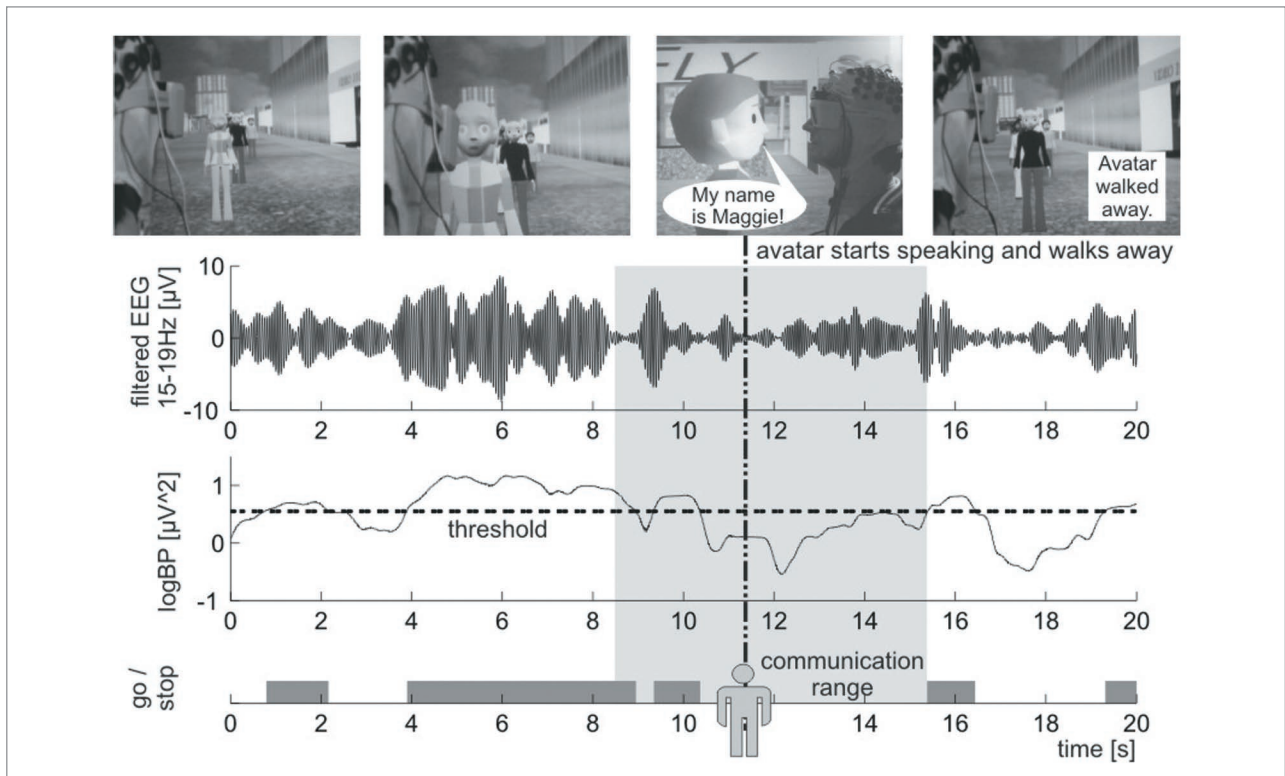 FLY
My name
is Maggie!
Avatar
walked
away.
avatar starts speaking and walks away
filtered EEG
15-19Hz [µV]
10
0
-10
0 2 4 6 8 10 12 14 16 18 20
logBP [µV^2]
1
0
-1
threshold
0 2 4 6 8 10 12 14 16 18 20
go /
stop
communication
range
0 2 4 6 8 10 12 14 16 18 20
time [s]